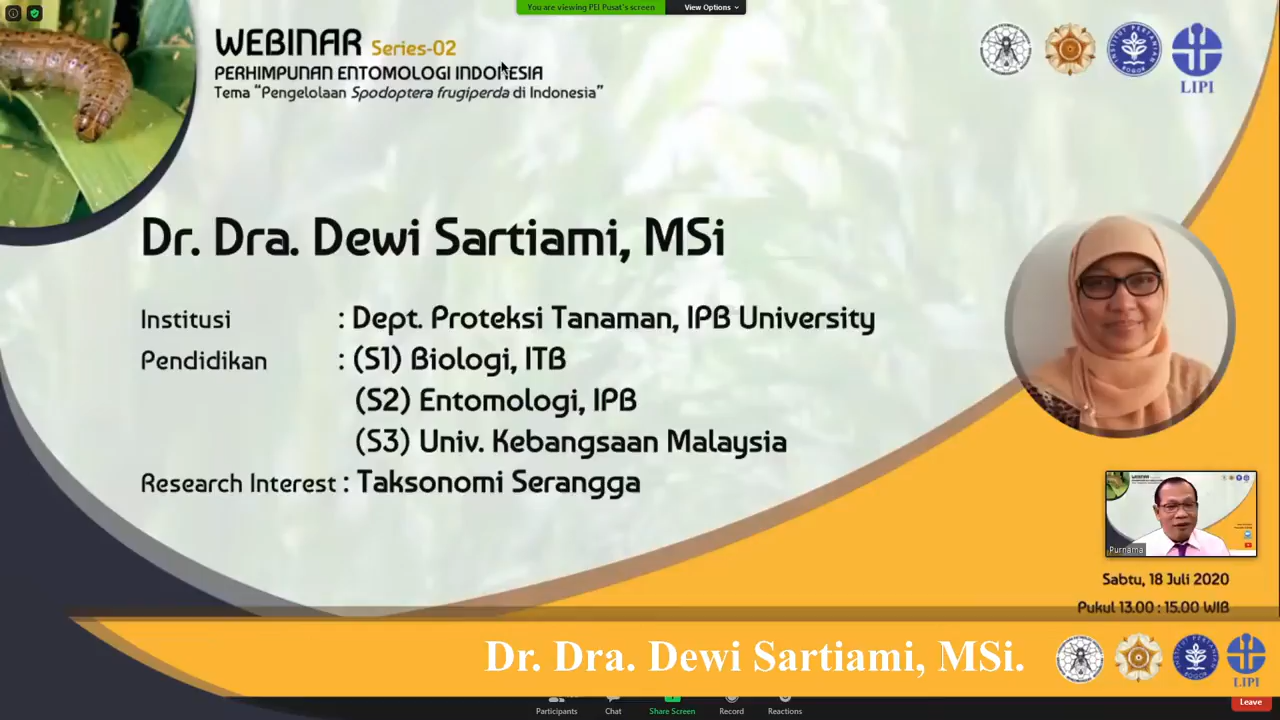 You are viewing PEI Pusat's screen
View Options
WEBINAR Series-02
PERHIMPUNAN ENTOMOLOGI INDONESIA
Tema “Pengelolaan Spodoptera frugiperda di Indonesia”
LIPI
Dr. Dra. Dewi Sartiami, MSi
Institusi : Dept. Proteksi Tanaman, IPB University
Pendidikan : (S1) Biologi, ITB
(S2) Entomologi, IPB
(S3) Univ. Kebangsaan Malaysia
Research Interest : Taksonomi Serangga
Purnama
Sabtu, 18 Juli 2020
Pukul 13.00 : 15.00 WIB
Dr. Dra. Dewi Sartiami, MSi.
LIPI
Participants
Chat
Share Screen
Record
Reactions
Leave